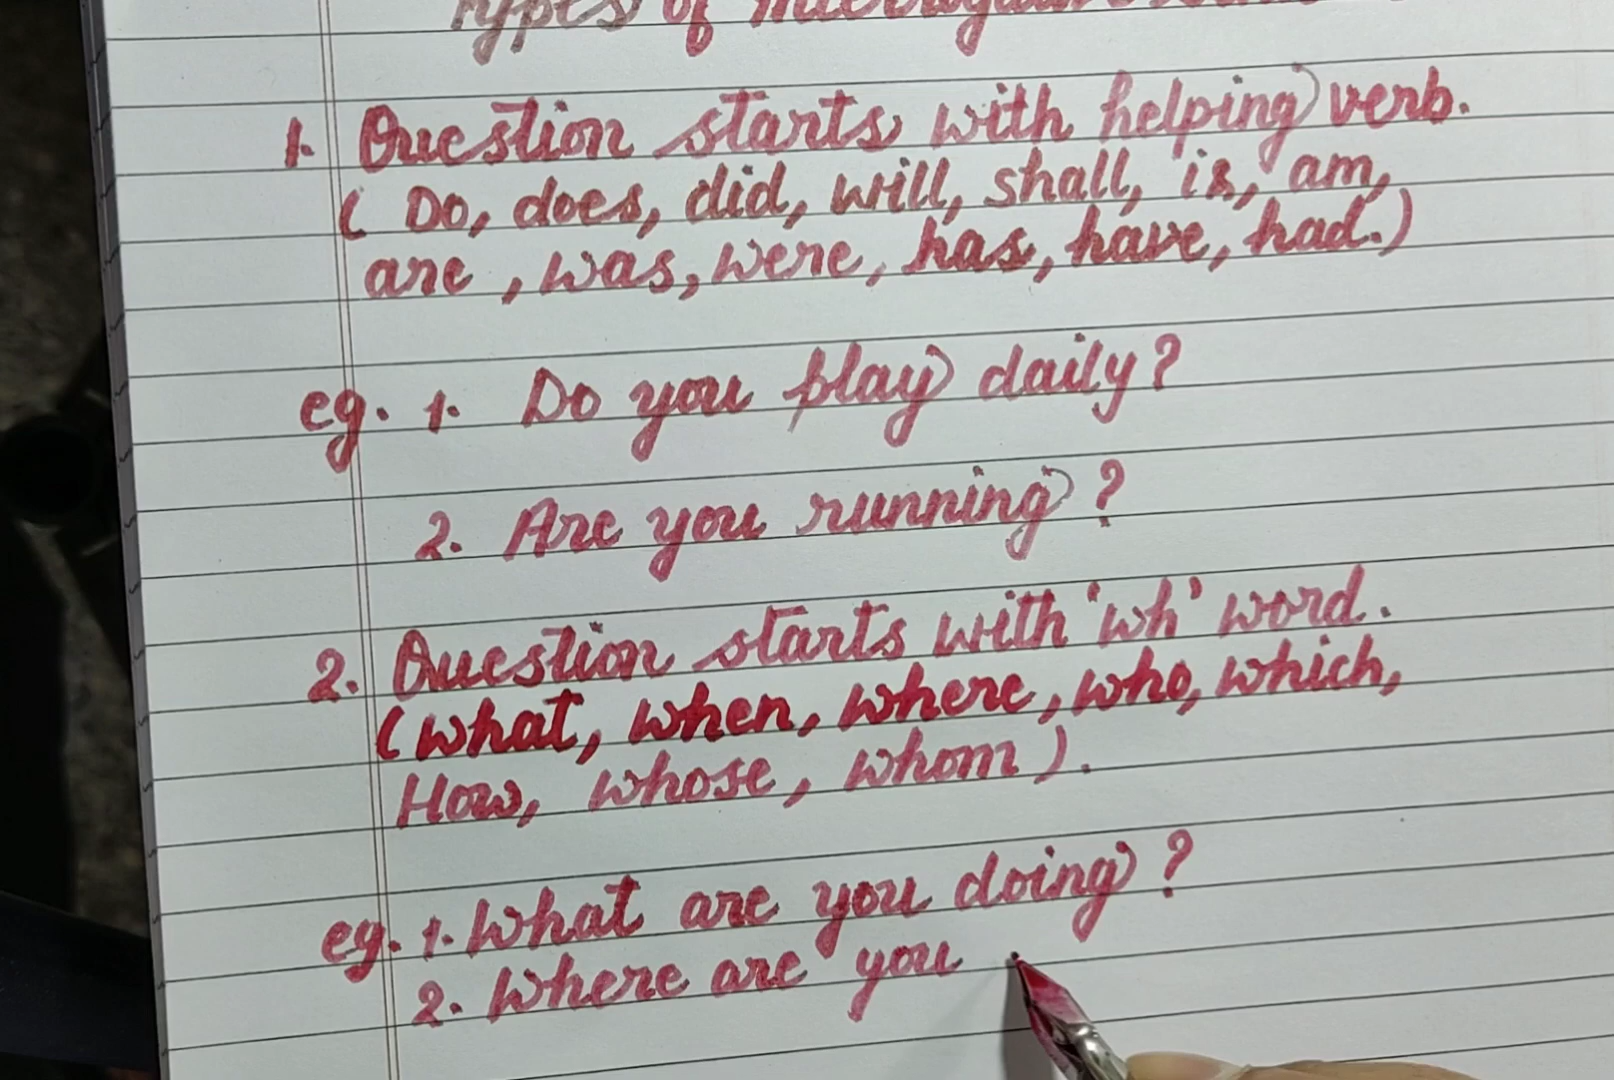 Types of
1. Question starts with helping verb.
( Do, does, did, will, shall, is, am,
are, was, were, has, have, had.)
eg. 1. Do you play daily?
2. Are you running?
2. Question starts with 'wh' word.
(what, when, where, who, which,
How, whose, whom).
eg. 1. What are you doing?
2. Where are you